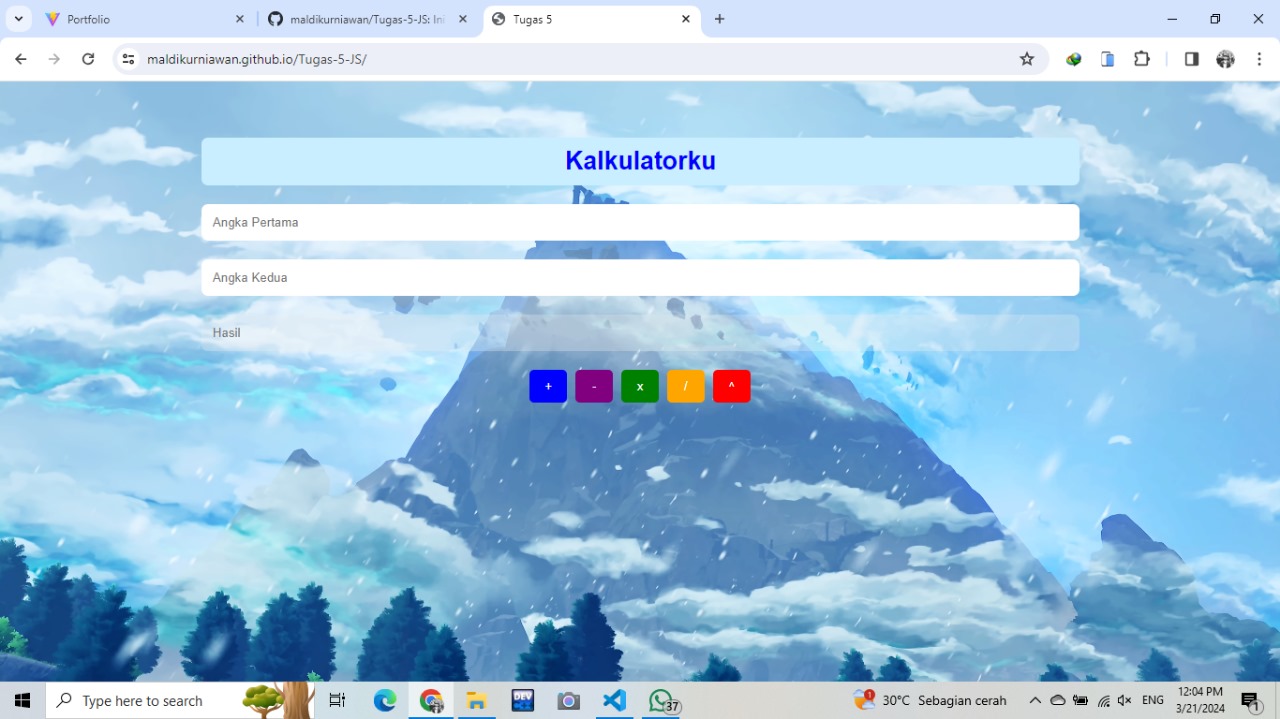 Portfolio
maldikurniawan/Tugas-5-JS: Ini
Tugas 5
maldikurniawan.github.io/Tugas-5-JS/
Kalkulatorku
Angka Pertama
Angka Kedua
Hasil
+ - x / ^
Type here to search
DEV
37
1
30°C Sebagian cerah
ENG
12:04 PM
3/21/2024
1